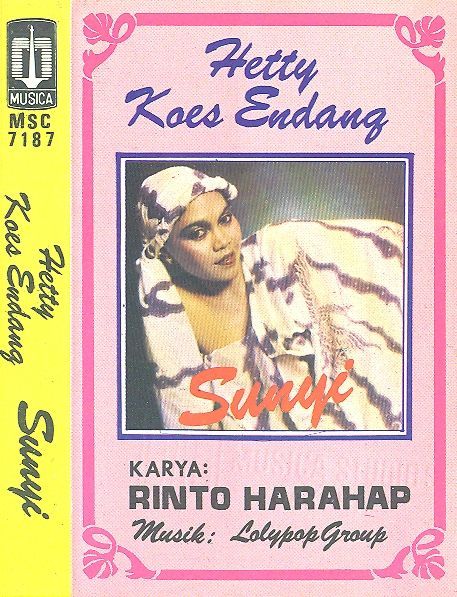 MUSICA
MSC
7187
Hetty
Koes Endang
Sunyi
Hetty
Koes Endang
Sunyi
KARYA:
RINTO HARAHAP
Musik: Lolypop Group